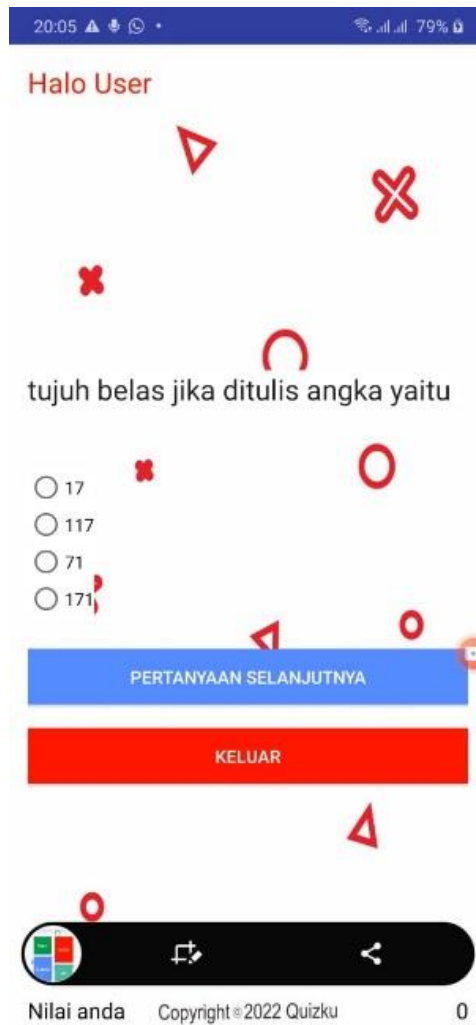 20:05 79%
Halo User
tujuh belas jika ditulis angka yaitu
17
117
71
171
PERTANYAAN SELANJUTNYA
KELUAR
Nilai anda Copyright©2022 Quizku 0